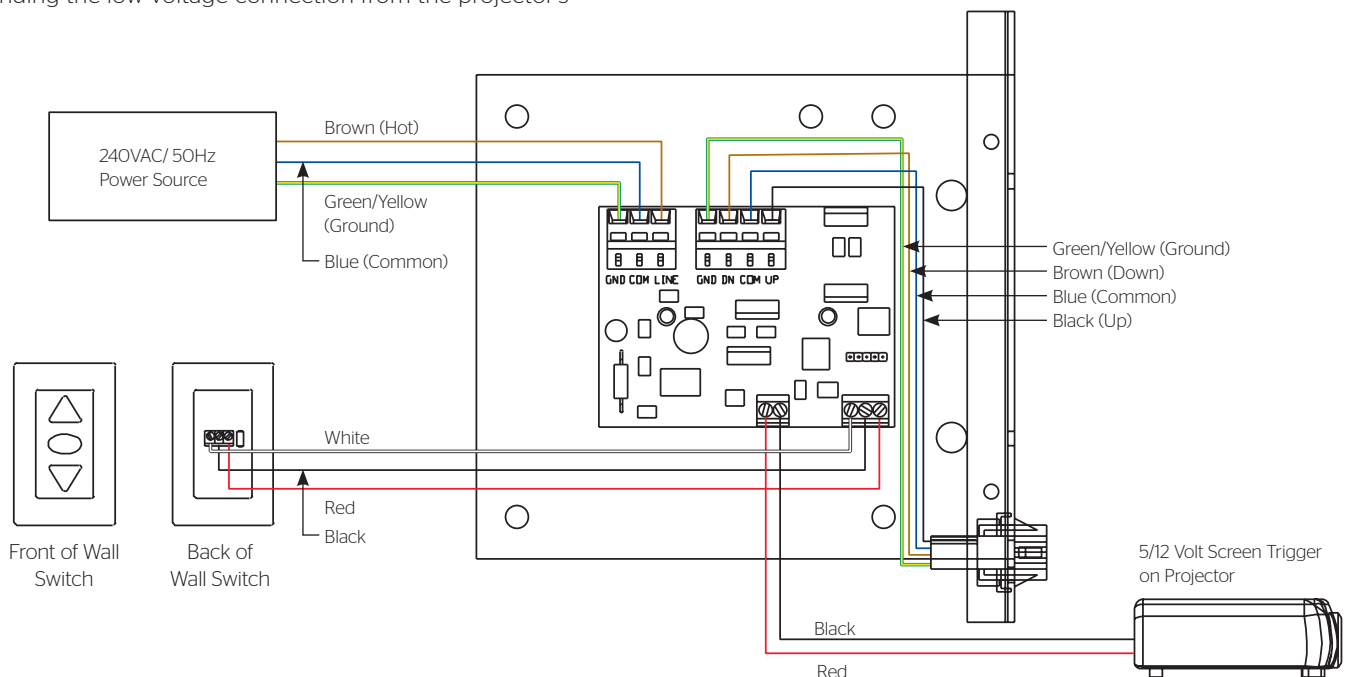 nding the low voltage connection from the projector's
Brown (Hot)
240VAC/ 50Hz
Power Source
Green/Yellow
(Ground)
Blue (Common)
GND COM LINE
GND DN COM UP
Green/Yellow (Ground)
Brown (Down)
Blue (Common)
Black (Up)
White
Red
Black
Front of Wall
Switch
Back of
Wall Switch
5/12 Volt Screen Trigger
on Projector
Black
Red